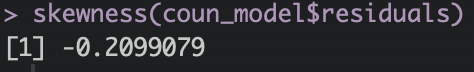 > skewness(coun_model$residuals)
[1] -0.2099079